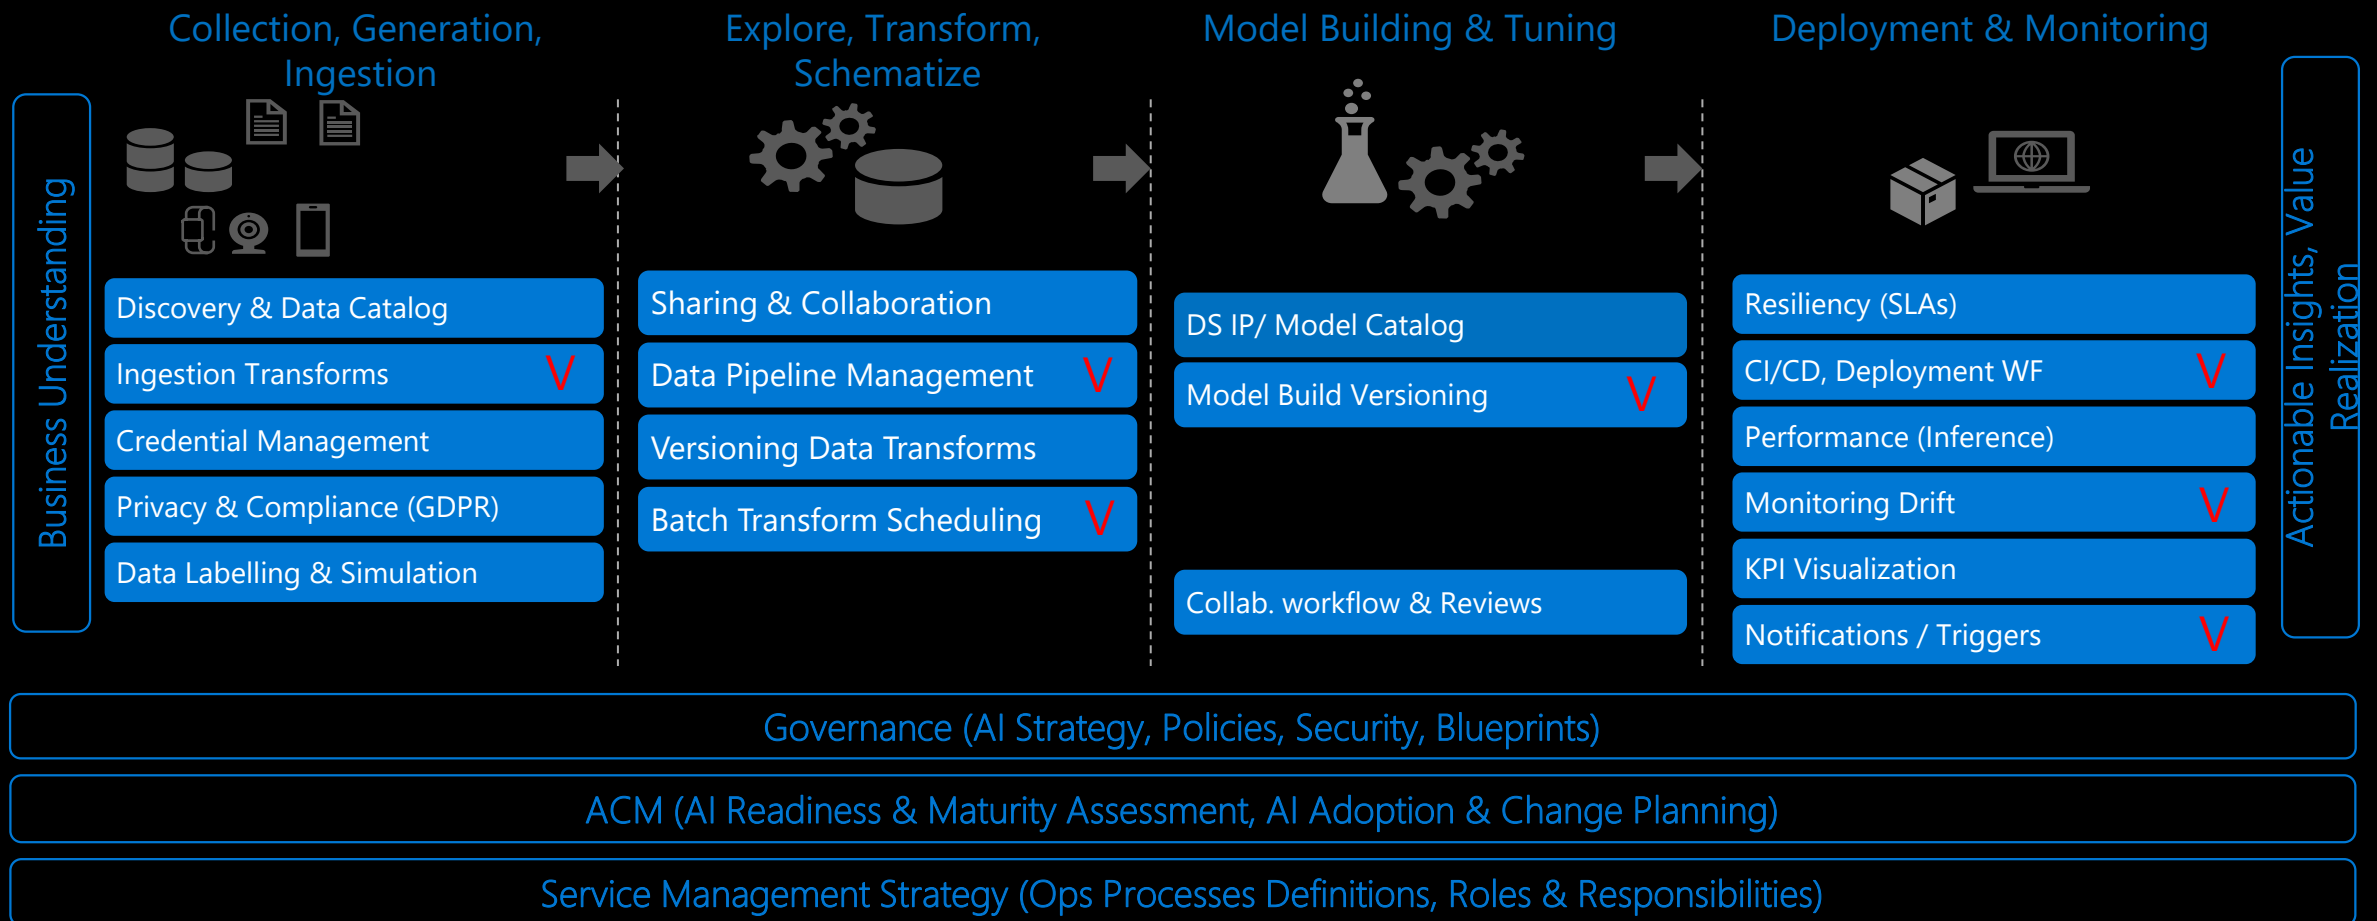 Collection, Generation,
Ingestion
Explore, Transform,
Schematize
Model Building & Tuning
Deployment & Monitoring
Business Understanding
Discovery & Data Catalog
Ingestion Transforms V
Credential Management
Privacy & Compliance (GDPR)
Data Labelling & Simulation
Sharing & Collaboration
Data Pipeline Management V
Versioning Data Transforms
Batch Transform Scheduling V
DS IP/ Model Catalog
Model Build Versioning V
Collab. workflow & Reviews
Resiliency (SLAs)
CI/CD, Deployment WF V
Performance (Inference)
Monitoring Drift V
KPI Visualization
Notifications / Triggers V
Actionable Insights, Value
Realization
Governance (AI Strategy, Policies, Security, Blueprints)
ACM (AI Readiness & Maturity Assessment, AI Adoption & Change Planning)
Service Management Strategy (Ops Processes Definitions, Roles & Responsibilities)